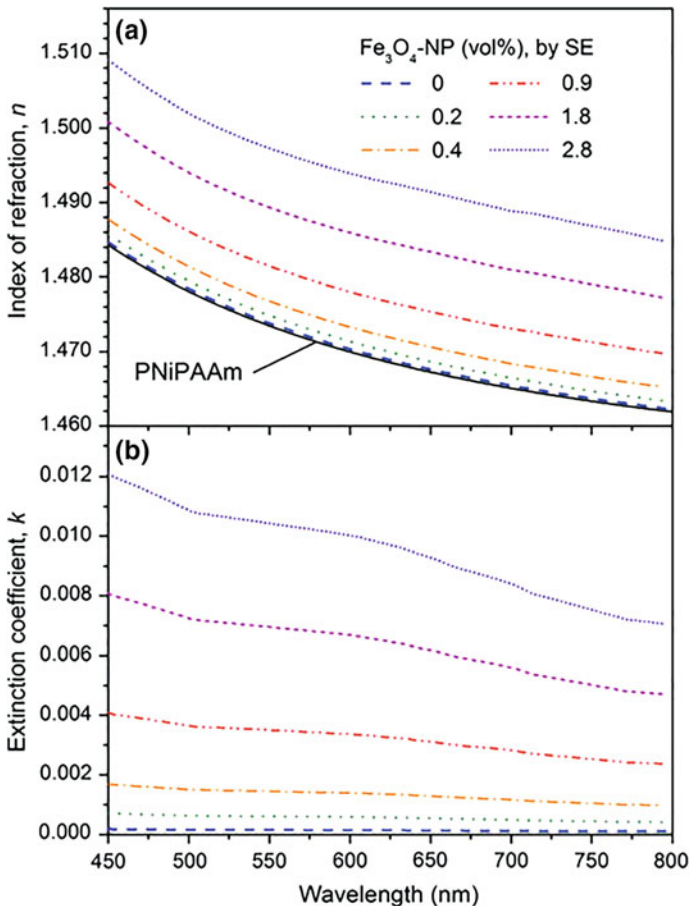 (a)
Fe₃O₄-NP (vol%), by SE
0
0.9
0.2
1.8
0.4
2.8
Index of refraction, n
1.516
1.500
1.490
1.480
1.470
1.460
PNiPAAm
(b)
Extinction coefficient, k
0.012
0.010
0.008
0.006
0.004
0.002
0.000
450 500 550 600 650 700 750 800
Wavelength (nm)